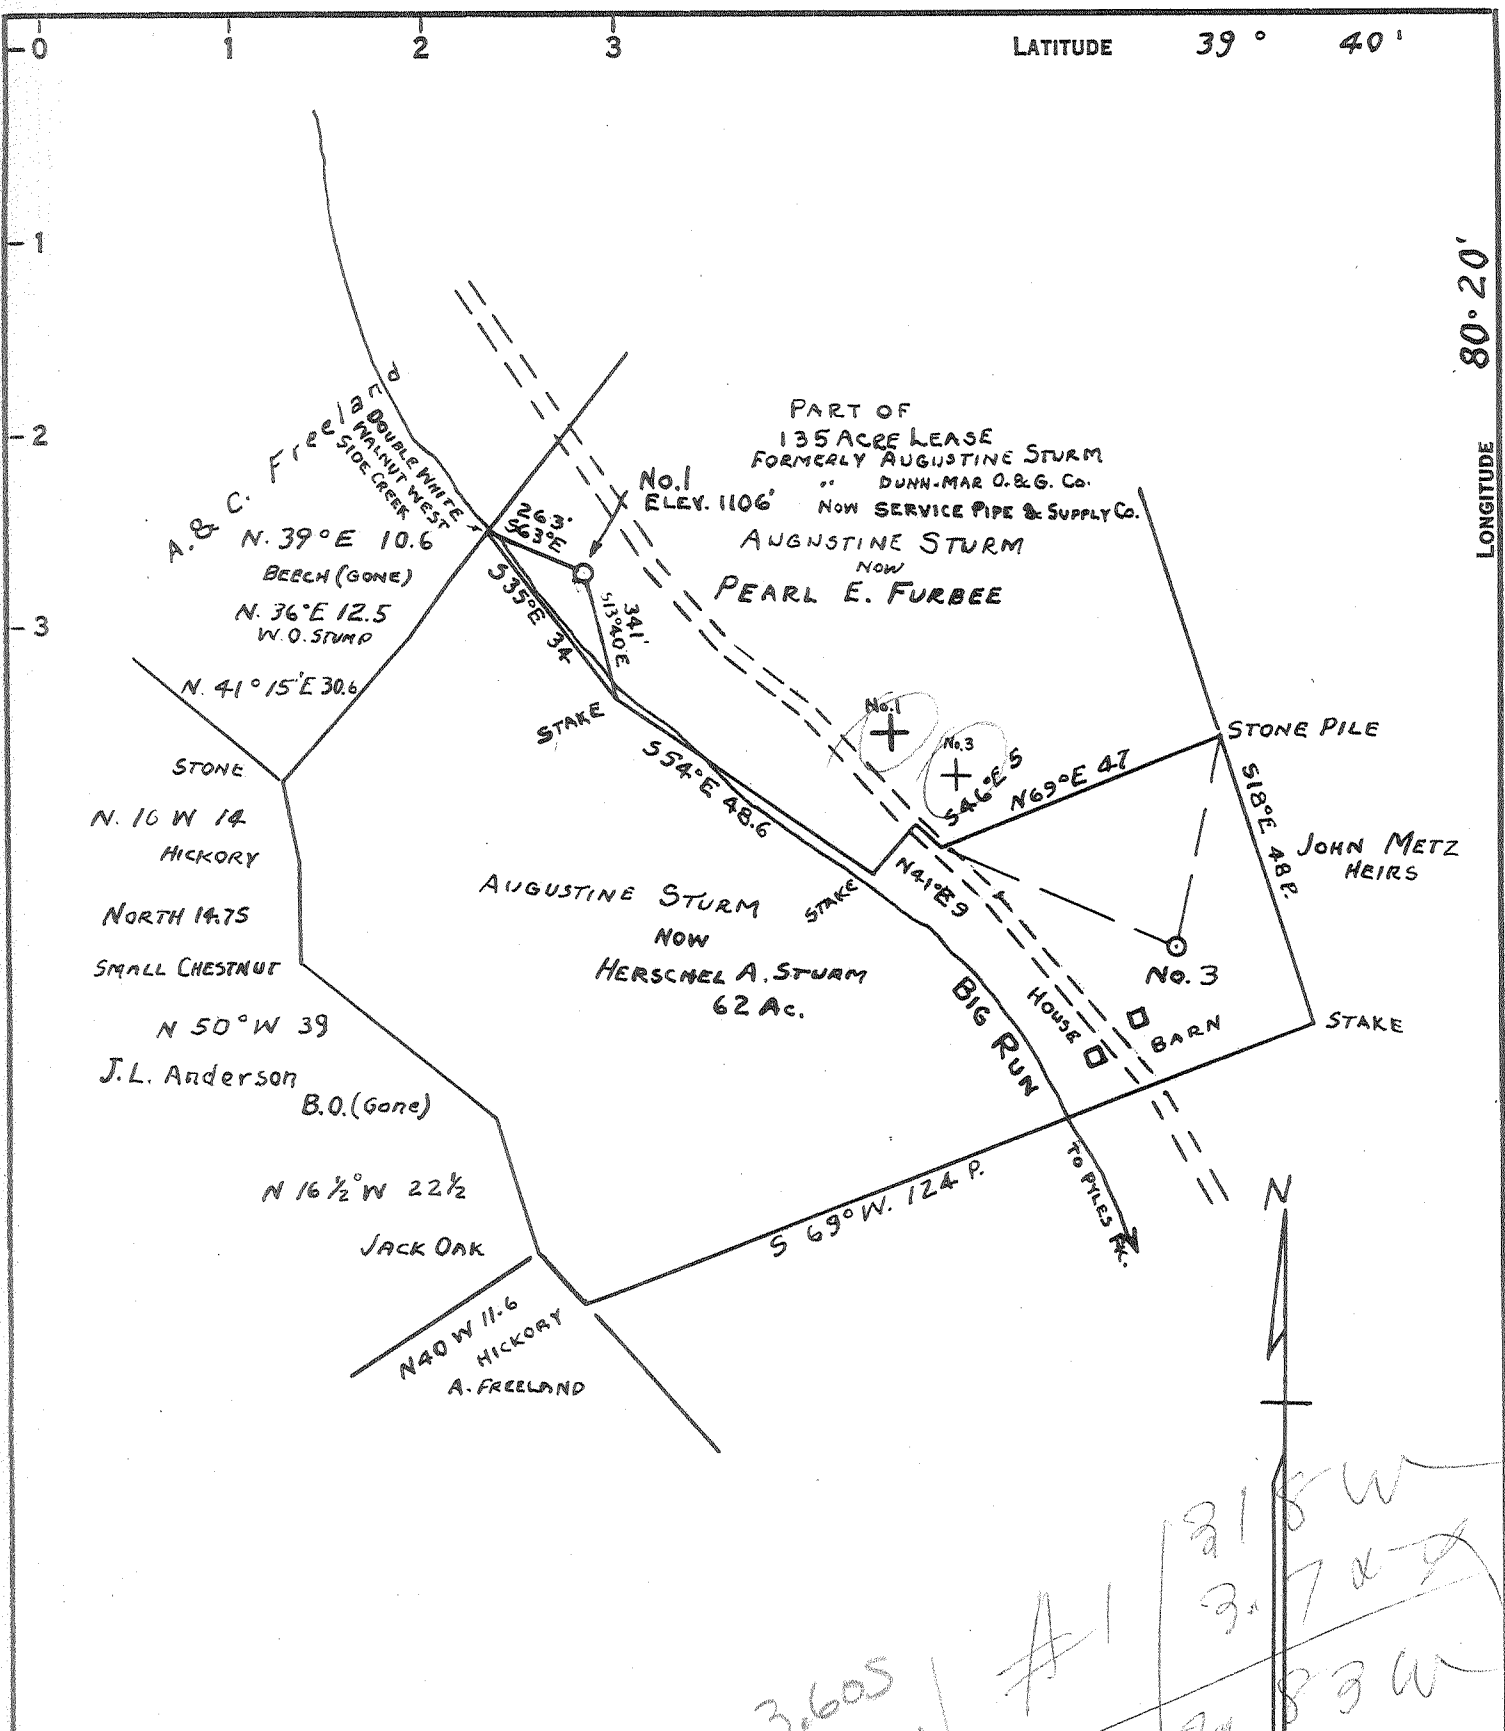 0
1
2
3
LATITUDE 39° 40'
1
2
3
LONGITUDE 80° 20'
A. & C. Freeland
DOUBLE WHITE
WALNUT WEST
SIDE CREEK
N. 39°E 10.6
BEECH (GONE)
N. 36°E 12.5
W.O. STUMP
N. 41°15'E 30.6
STONE
N. 10 W 14
HICKORY
NORTH 14.75
SMALL CHESTNUT
N 50°W 39
J.L. Anderson
B.O. (Gone)
N 16½°W 22½
JACK OAK
N40 W 11.6
HICKORY
A. FREELAND
263'
S63°E
No.1
ELEV. 1106'
341'
S13°40'E
S35°E 34
STAKE
S54°E 48.6
STAKE
PART OF
135 ACRE LEASE
FORMERLY AUGUSTINE STURM
" DUNN-MAR O.&G. Co.
NOW SERVICE PIPE & SUPPLY Co.
AUGUSTINE STURM
NOW
PEARL E. FURBEE
No.1
No.3
S46°E 5
N69°E 47
N41°E 9
STONE PILE
S18°E 48 P.
JOHN METZ
HEIRS
No. 3
STAKE
HOUSE
BARN
AUGUSTINE STURM
NOW
HERSCHEL A. STURM
62 Ac.
BIG RUN
TO PYLES FK.
S 69° W. 124 P.
N
#1
3.605
83 W